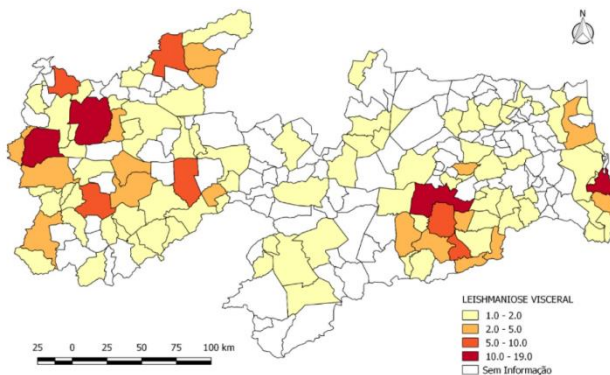 N
LEISHMANIOSE VISCERAL
1.0 - 2.0
2.0 - 5.0
5.0 - 10.0
10.0 - 19.0
Sem Informação
25 0 25 50 75 100 km